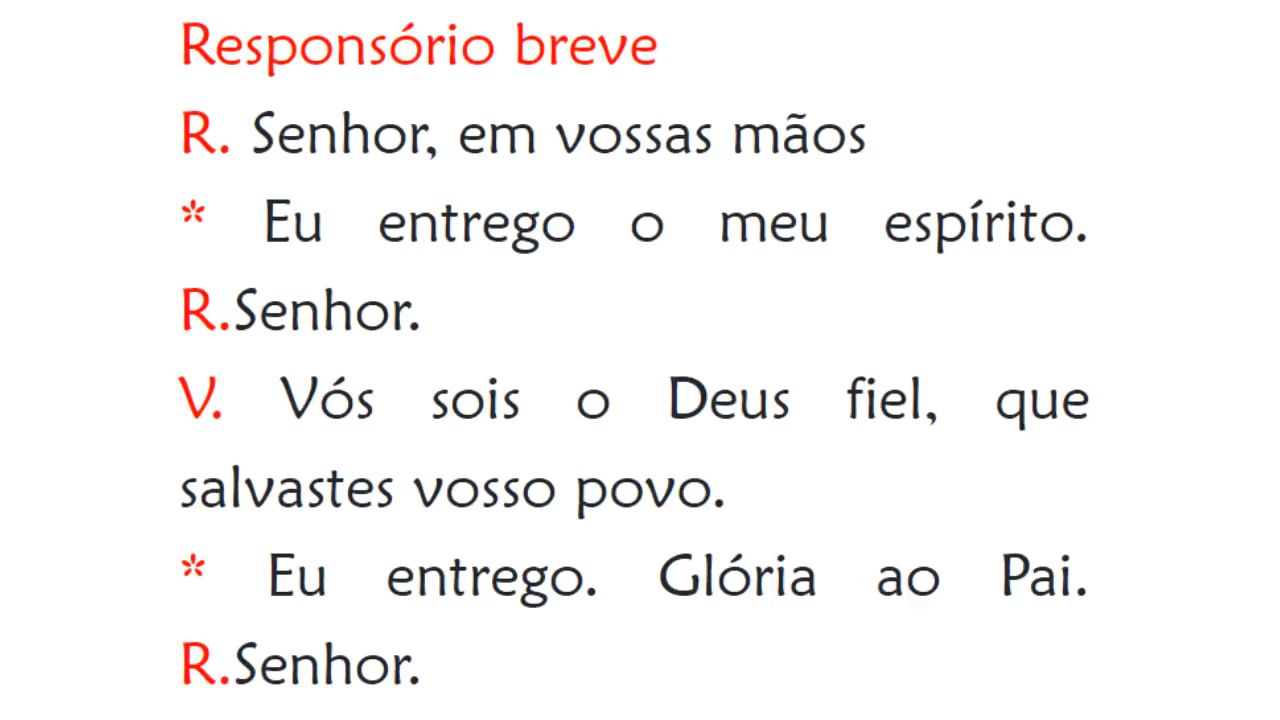 Responsório breve
R. Senhor, em vossas mãos
* Eu entrego o meu espírito.
R.Senhor.
V. Vós sois o Deus fiel, que
salvastes vosso povo.
* Eu entrego. Glória ao Pai.
R.Senhor.